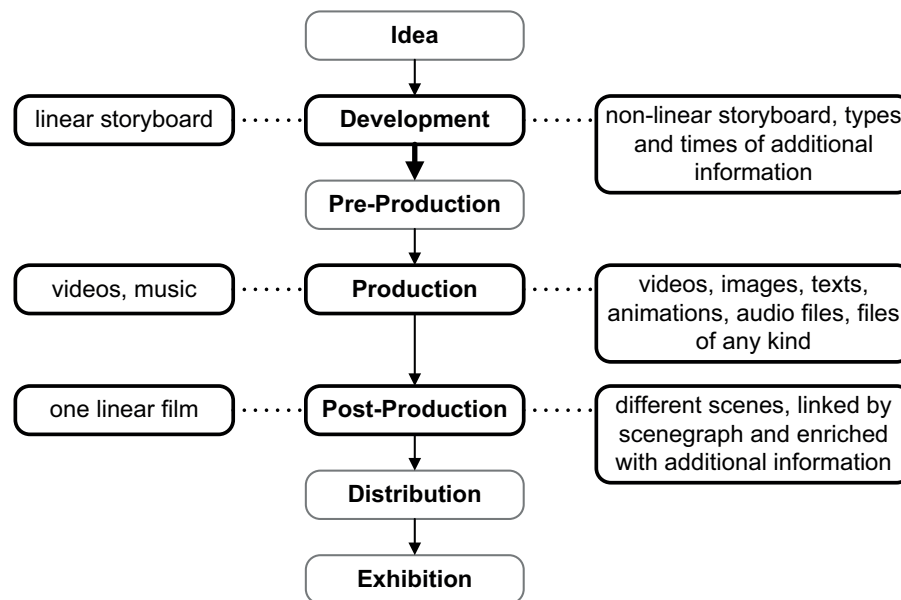 Idea
linear storyboard
Development
non-linear storyboard, types
and times of additional
information
Pre-Production
videos, music
Production
videos, images, texts,
animations, audio files, files
of any kind
one linear film
Post-Production
different scenes, linked by
scenegraph and enriched
with additional information
Distribution
Exhibition